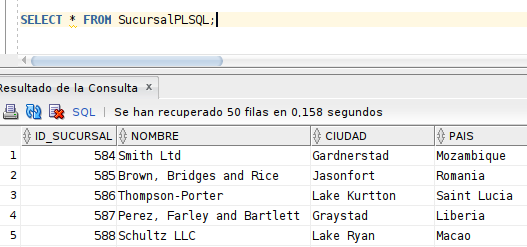 SELECT * FROM SucursalPLSQL;
Resultado de la Consulta x
SQL | Se han recuperado 50 filas en 0,158 segundos
ID_SUCURSAL NOMBRE CIUDAD PAIS
1 584 Smith Ltd Gardnerstad Mozambique
2 585 Brown, Bridges and Rice Jasonfort Romania
3 586 Thompson-Porter Lake Kurtton Saint Lucia
4 587 Perez, Farley and Bartlett Graystad Liberia
5 588 Schultz LLC Lake Ryan Macao